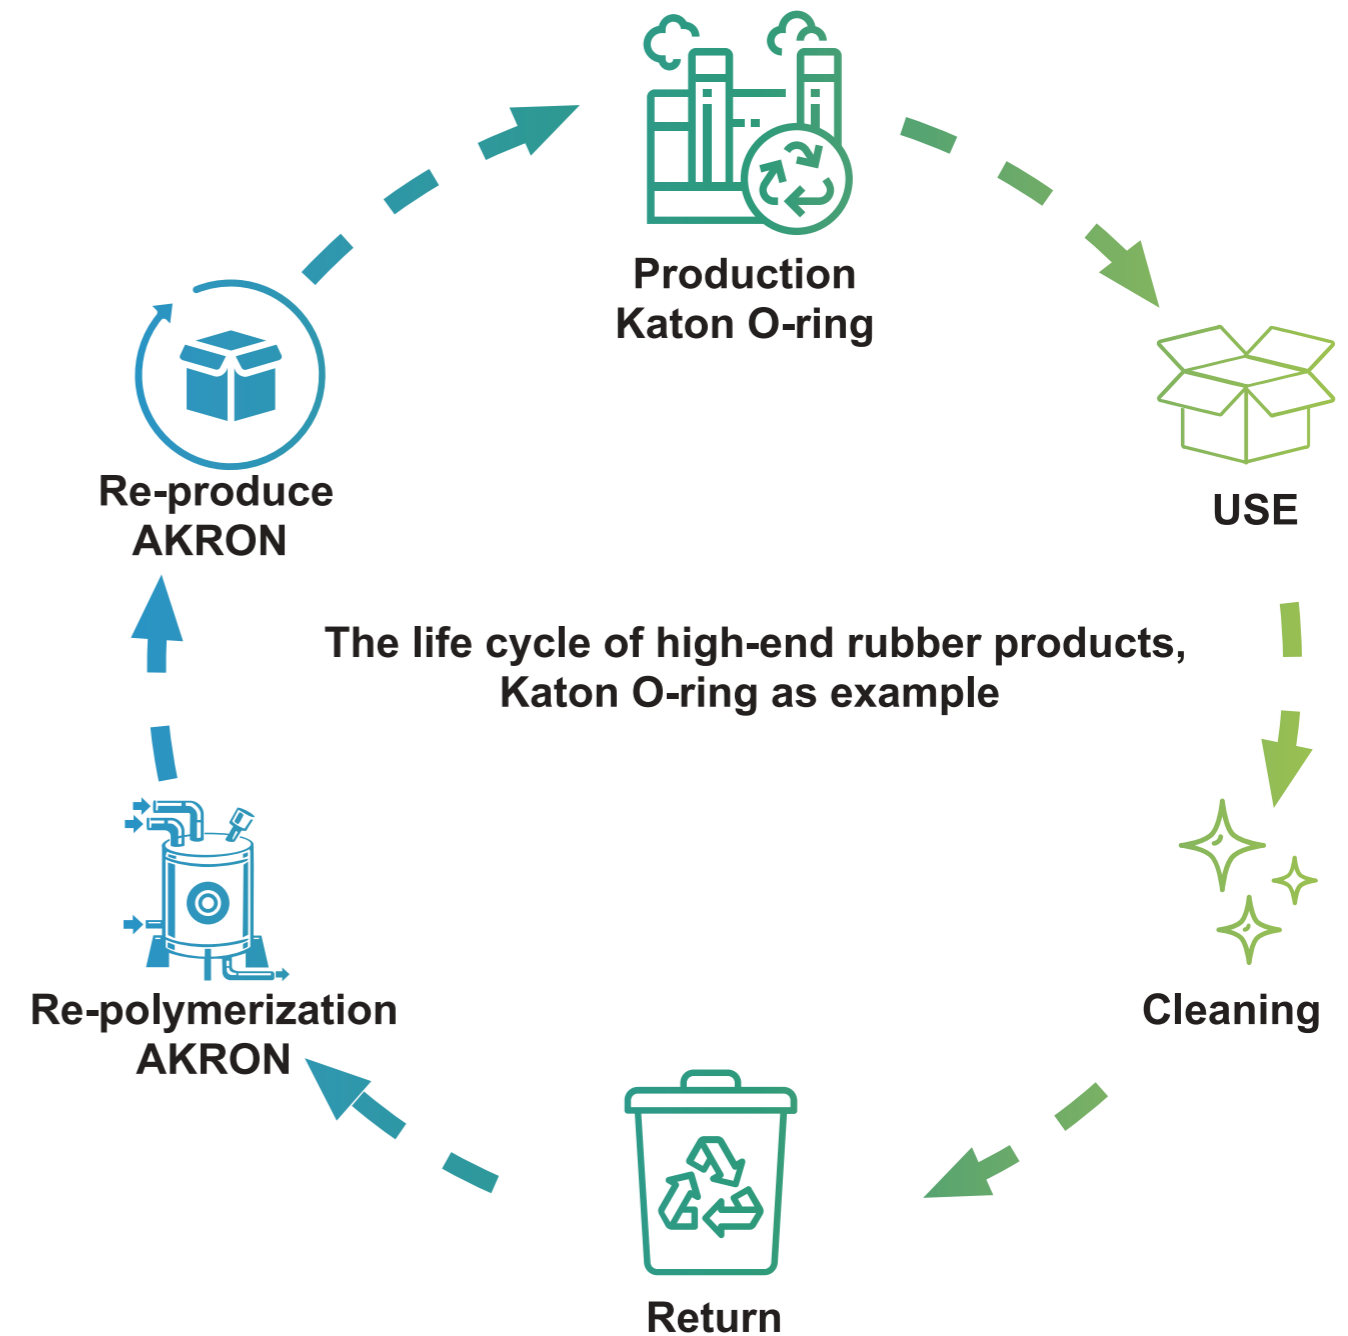 Production
Katon O-ring
USE
Cleaning
Return
Re-polymerization
AKRON
Re-produce
AKRON
The life cycle of high-end rubber products,
Katon O-ring as example